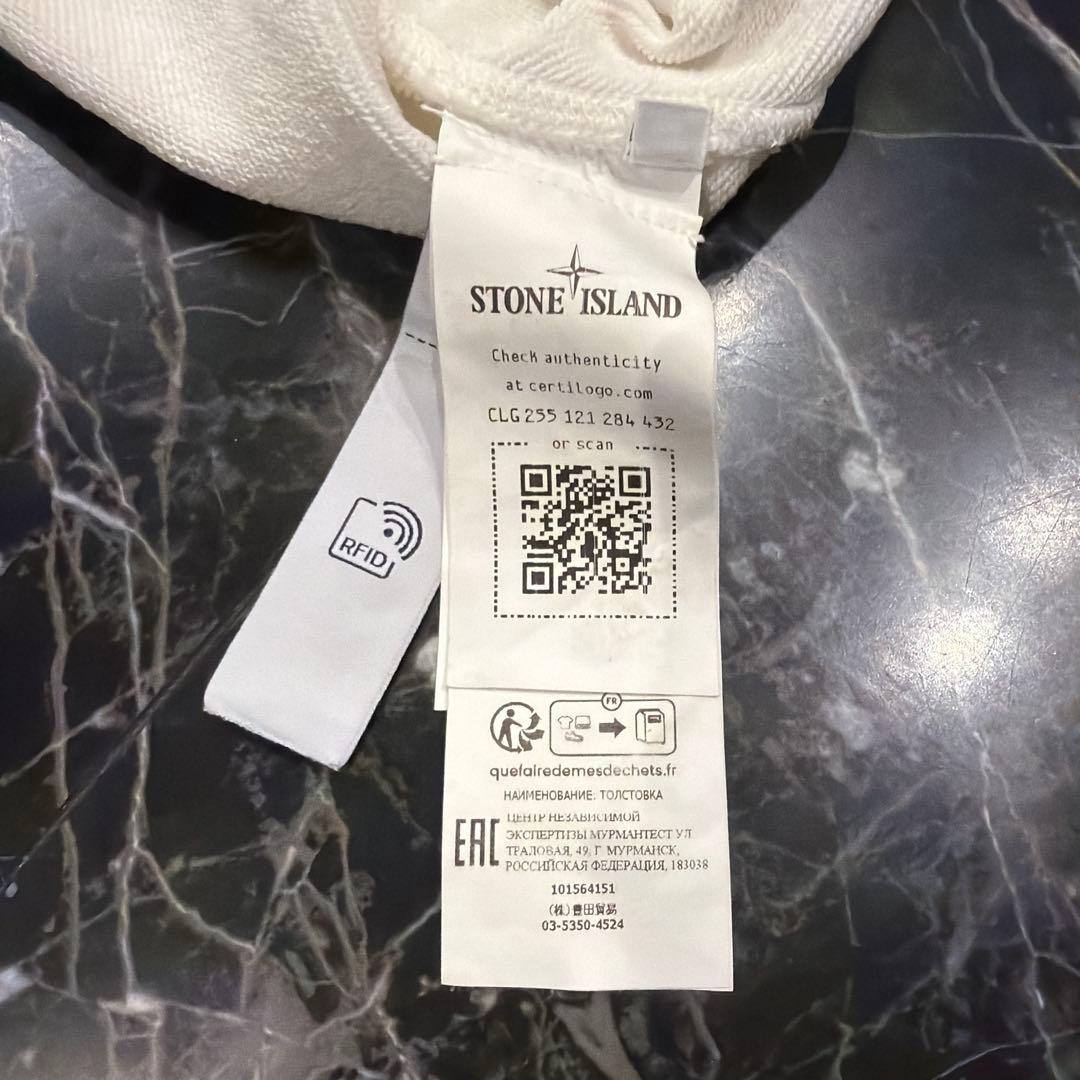 STONE ISLAND
Check authenticity
at certilogo.com
CLG 255 121 284 432
or scan
RFID
FR
quefairedemesdechets.fr
НАИМЕНОВАНИЕ: ТОЛСТОВКА
EAC
ЦЕНТР НЕЗАВИСИМОЙ
ЭКСПЕРТИЗЫ МУРМАНТЕСТ УЛ
ТРАЛОВАЯ, 49, Г. МУРМАНСК,
РОССИЙСКАЯ ФЕДЕРАЦИЯ, 183038
101564151
(株)豊田貿易
03-5350-4524